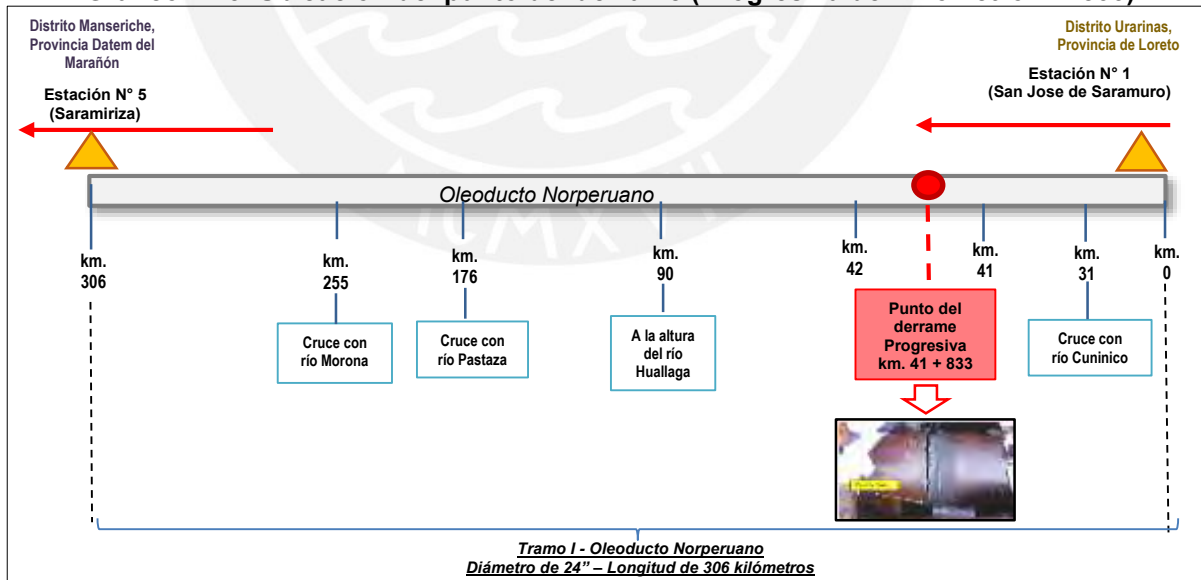 Distrito Manseriche,
Provincia Datem del
Marañón
Estación N° 5
(Saramiriza)
Distrito Urarinas,
Provincia de Loreto
Estación N° 1
(San Jose de Saramuro)
Oleoducto Norperuano
km.
306
km.
255
km.
176
km.
90
km.
42
km.
41
km.
31
km.
0
Cruce con
río Morona
Cruce con
río Pastaza
A la altura
del río
Huallaga
Punto del
derrame
Progresiva
km. 41 + 833
Cruce con
río Cuninico
Tramo I - Oleoducto Norperuano
Diámetro de 24” – Longitud de 306 kilómetros